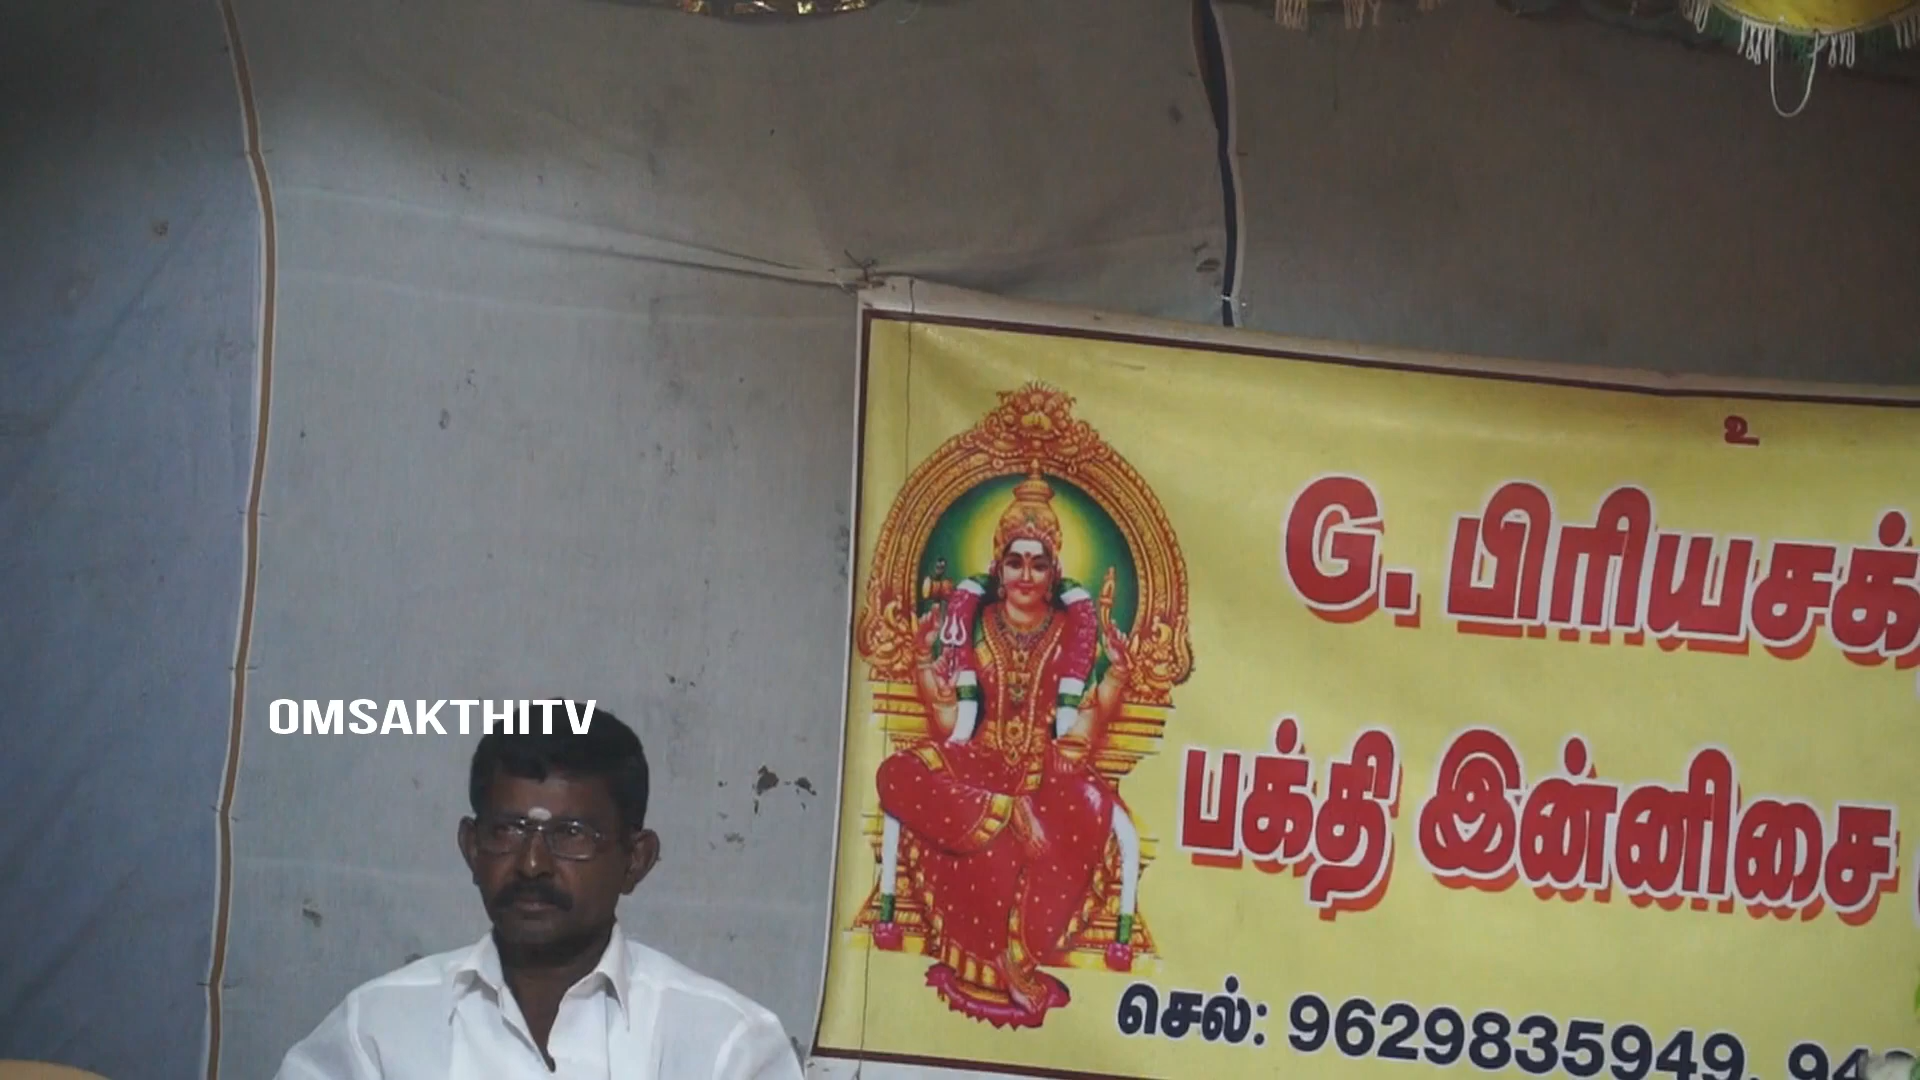 உ
G. பிரியசக்
பக்தி இன்னிசை
செல்: 9629835949, 94
OMSAKTHITV